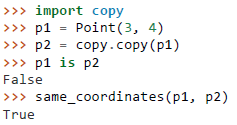 >>> import copy
>>> p1 = Point(3, 4)
>>> p2 = copy.copy(p1)
>>> p1 is p2
False
>>> same_coordinates(p1, p2)
True